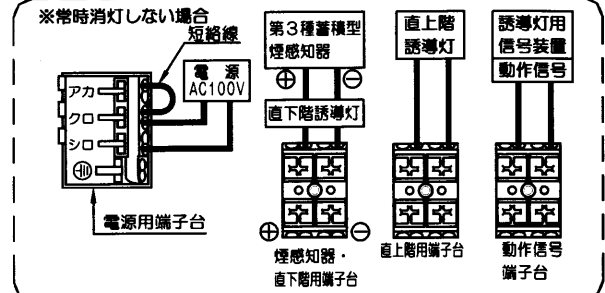 ※常時消灯しない場合
短絡線
電源
AC100V
アカ
クロ
シロ
電源用端子台
第3種蓄積型
煙感知器
⊕ ⊖
直下階誘導灯
⊕ ⊖
煙感知器・
直下階用端子台
直上階
誘導灯
直上階用端子台
誘導灯用
信号装置
動作信号
動作信号
端子台